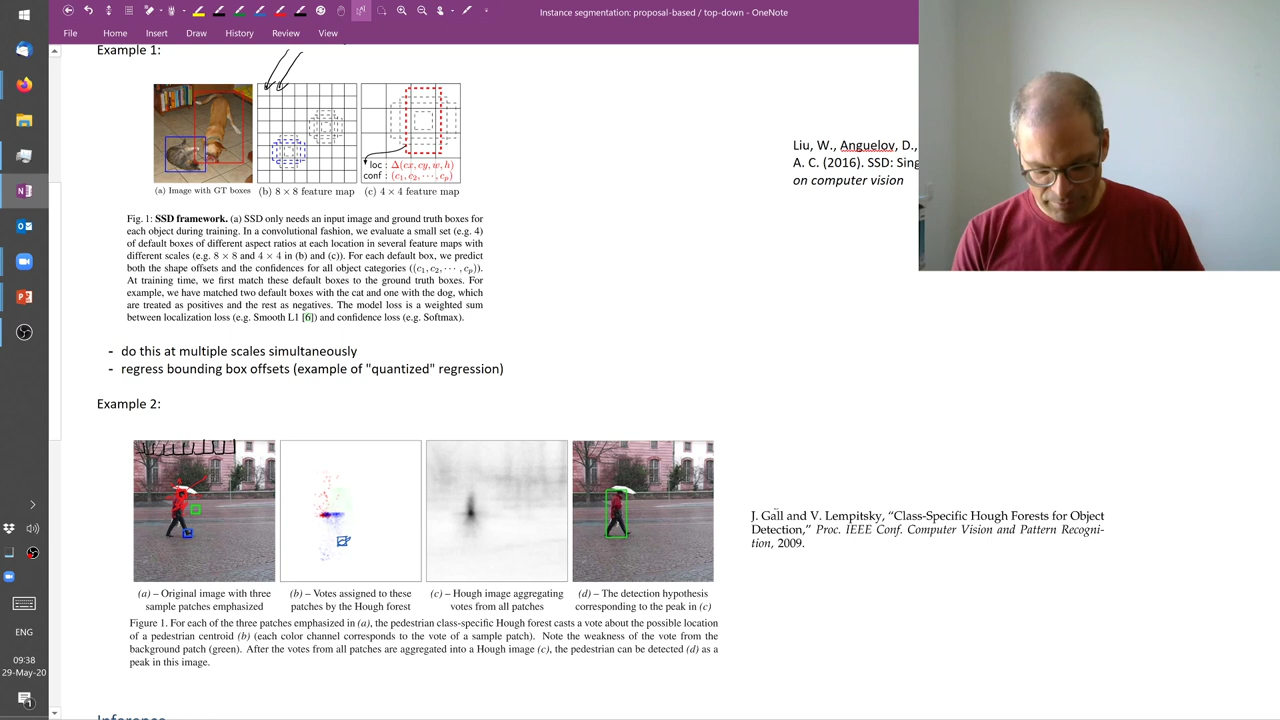 Instance segmentation: proposal-based / top-down - OneNote
File Home Insert Draw History View
Example 1:
loc : Δ(cx, cy, w, h)
conf : (c1, c2, ⋯, cp)
(a) Image with GT boxes (b) 8 × 8 feature map (c) 4 × 4 feature map
Liu, W., Anguelov, D.,
A. C. (2016). SSD: Sing
on computer vision
Fig. 1: SSD framework. (a) SSD only needs an input image and ground truth boxes for
each object during training. In a convolutional fashion, we evaluate a small set (e.g. 4)
of default boxes of different aspect ratios at each location in several feature maps with
different scales (e.g. 8 × 8 and 4 × 4 in (b) and (c)). For each default box, we predict
both the shape offsets and the confidences for all object categories ((c1, c2, ⋯, cp)).
At training time, we first match these default boxes to the ground truth boxes. For
example, we have matched two default boxes with the cat and one with the dog, which
are treated as positives and the rest as negatives. The model loss is a weighted sum
between localization loss (e.g. Smooth L1 [6]) and confidence loss (e.g. Softmax).
- do this at multiple scales simultaneously
- regress bounding box offsets (example of "quantized" regression)
Example 2:
J. Gall and V. Lempitsky, “Class-Specific Hough Forests for Object
Detection,” Proc. IEEE Conf. Computer Vision and Pattern Recogni-
tion, 2009.
(a) – Original image with three
sample patches emphasized
(b) – Votes assigned to these
patches by the Hough forest
(c) – Hough image aggregating
votes from all patches
(d) – The detection hypothesis
corresponding to the peak in (c)
Figure 1. For each of the three patches emphasized in (a), the pedestrian class-specific Hough forest casts a vote about the possible location
of a pedestrian centroid (b) (each color channel corresponds to the vote of a sample patch). Note the weakness of the vote from the
background patch (green). After the votes from all patches are aggregated into a Hough image (c), the pedestrian can be detected (d) as a
peak in this image.
Inference
ENG
09:38
29-May-20
1